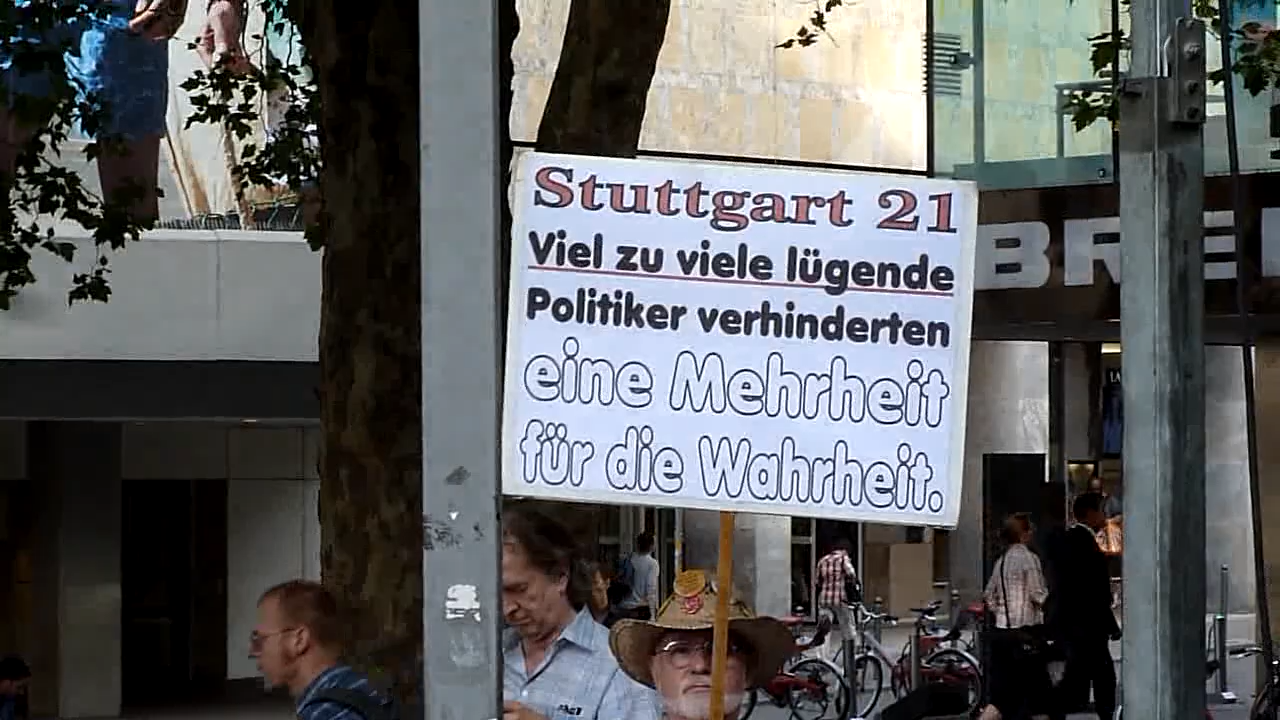 Stuttgart 21
Viel zu viele lügende
Politiker verhinderten
eine Mehrheit
für die Wahrheit.